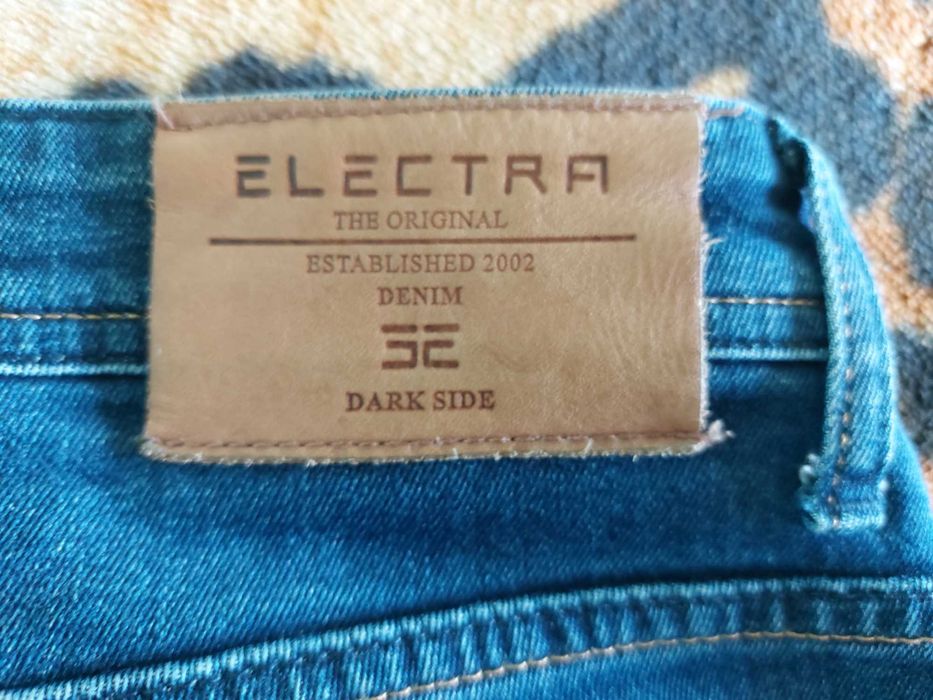 ELECTRA
THE ORIGINAL
ESTABLISHED 2002
DENIM
DARK SIDE